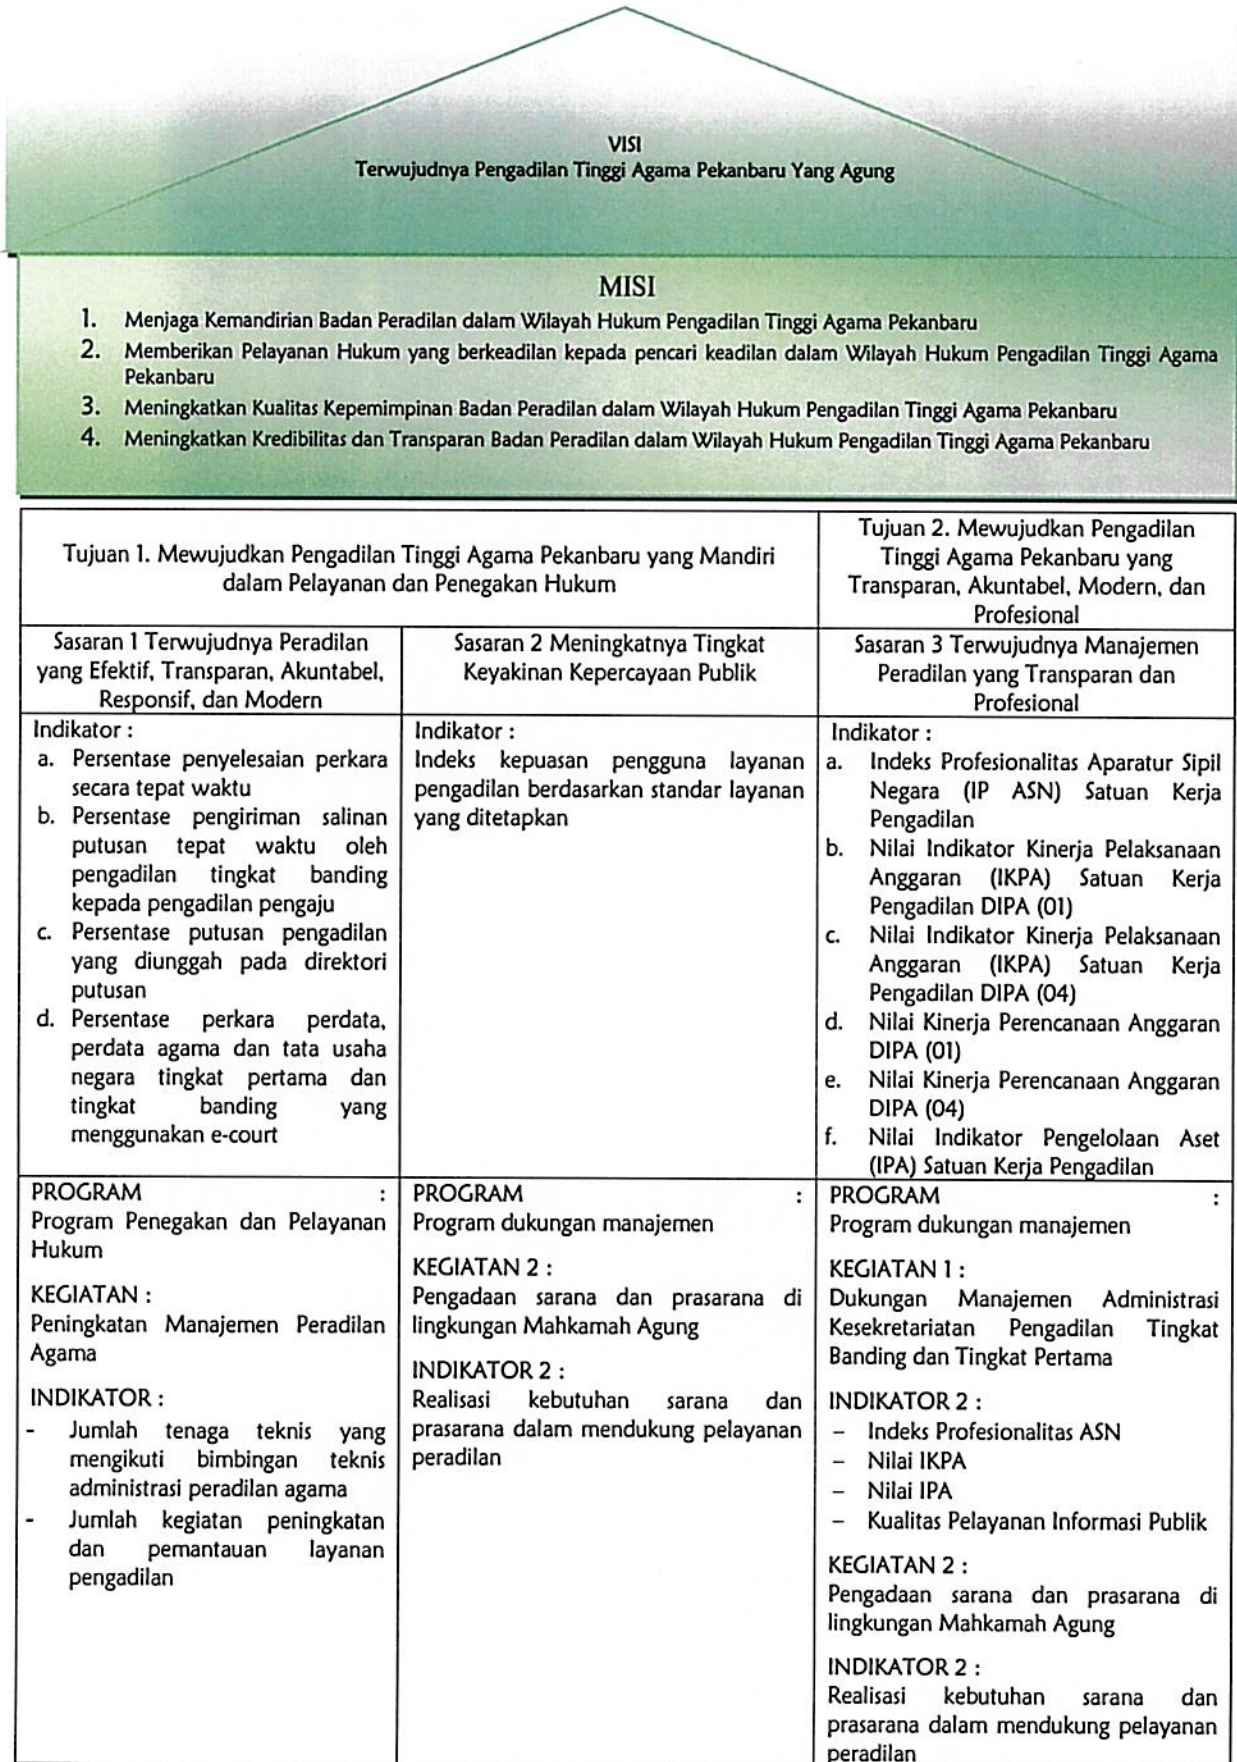 VISI
Terwujudnya Pengadilan Tinggi Agama Pekanbaru Yang Agung
MISI
1. Menjaga Kemandirian Badan Peradilan dalam Wilayah Hukum Pengadilan Tinggi Agama Pekanbaru
2. Memberikan Pelayanan Hukum yang berkeadilan kepada pencari keadilan dalam Wilayah Hukum Pengadilan Tinggi Agama
Pekanbaru
3. Meningkatkan Kualitas Kepemimpinan Badan Peradilan dalam Wilayah Hukum Pengadilan Tinggi Agama Pekanbaru
4. Meningkatkan Kredibilitas dan Transparan Badan Peradilan dalam Wilayah Hukum Pengadilan Tinggi Agama Pekanbaru
Tujuan 1. Mewujudkan Pengadilan Tinggi Agama Pekanbaru yang Mandiri
dalam Pelayanan dan Penegakan Hukum
Tujuan 2. Mewujudkan Pengadilan
Tinggi Agama Pekanbaru yang
Transparan, Akuntabel, Modern, dan
Profesional
Sasaran 1 Terwujudnya Peradilan
yang Efektif, Transparan, Akuntabel,
Responsif, dan Modern
Sasaran 2 Meningkatnya Tingkat
Keyakinan Kepercayaan Publik
Sasaran 3 Terwujudnya Manajemen
Peradilan yang Transparan dan
Profesional
Indikator :
a. Persentase penyelesaian perkara
secara tepat waktu
b. Persentase pengiriman salinan
putusan tepat waktu oleh
pengadilan tingkat banding
kepada pengadilan pengaju
c. Persentase putusan pengadilan
yang diunggah pada direktori
putusan
d. Persentase perkara perdata,
perdata agama dan tata usaha
negara tingkat pertama dan
tingkat banding yang
menggunakan e-court
Indikator :
Indeks kepuasan pengguna layanan
pengadilan berdasarkan standar layanan
yang ditetapkan
Indikator :
a. Indeks Profesionalitas Aparatur Sipil
Negara (IP ASN) Satuan Kerja
Pengadilan
b. Nilai Indikator Kinerja Pelaksanaan
Anggaran (IKPA) Satuan Kerja
Pengadilan DIPA (01)
c. Nilai Indikator Kinerja Pelaksanaan
Anggaran (IKPA) Satuan Kerja
Pengadilan DIPA (04)
d. Nilai Kinerja Perencanaan Anggaran
DIPA (01)
e. Nilai Kinerja Perencanaan Anggaran
DIPA (04)
f. Nilai Indikator Pengelolaan Aset
(IPA) Satuan Kerja Pengadilan
PROGRAM :
Program Penegakan dan Pelayanan
Hukum
KEGIATAN :
Peningkatan Manajemen Peradilan
Agama
INDIKATOR :
- Jumlah tenaga teknis yang
mengikuti bimbingan teknis
administrasi peradilan agama
- Jumlah kegiatan peningkatan
dan pemantauan layanan
pengadilan
PROGRAM :
Program dukungan manajemen
KEGIATAN 2 :
Pengadaan sarana dan prasarana di
lingkungan Mahkamah Agung
INDIKATOR 2 :
Realisasi kebutuhan sarana dan
prasarana dalam mendukung pelayanan
peradilan
PROGRAM :
Program dukungan manajemen
KEGIATAN 1 :
Dukungan Manajemen Administrasi
Kesekretariatan Pengadilan Tingkat
Banding dan Tingkat Pertama
INDIKATOR 2 :
– Indeks Profesionalitas ASN
– Nilai IKPA
– Nilai IPA
– Kualitas Pelayanan Informasi Publik
KEGIATAN 2 :
Pengadaan sarana dan prasarana di
lingkungan Mahkamah Agung
INDIKATOR 2 :
Realisasi kebutuhan sarana dan
prasarana dalam mendukung pelayanan
peradilan